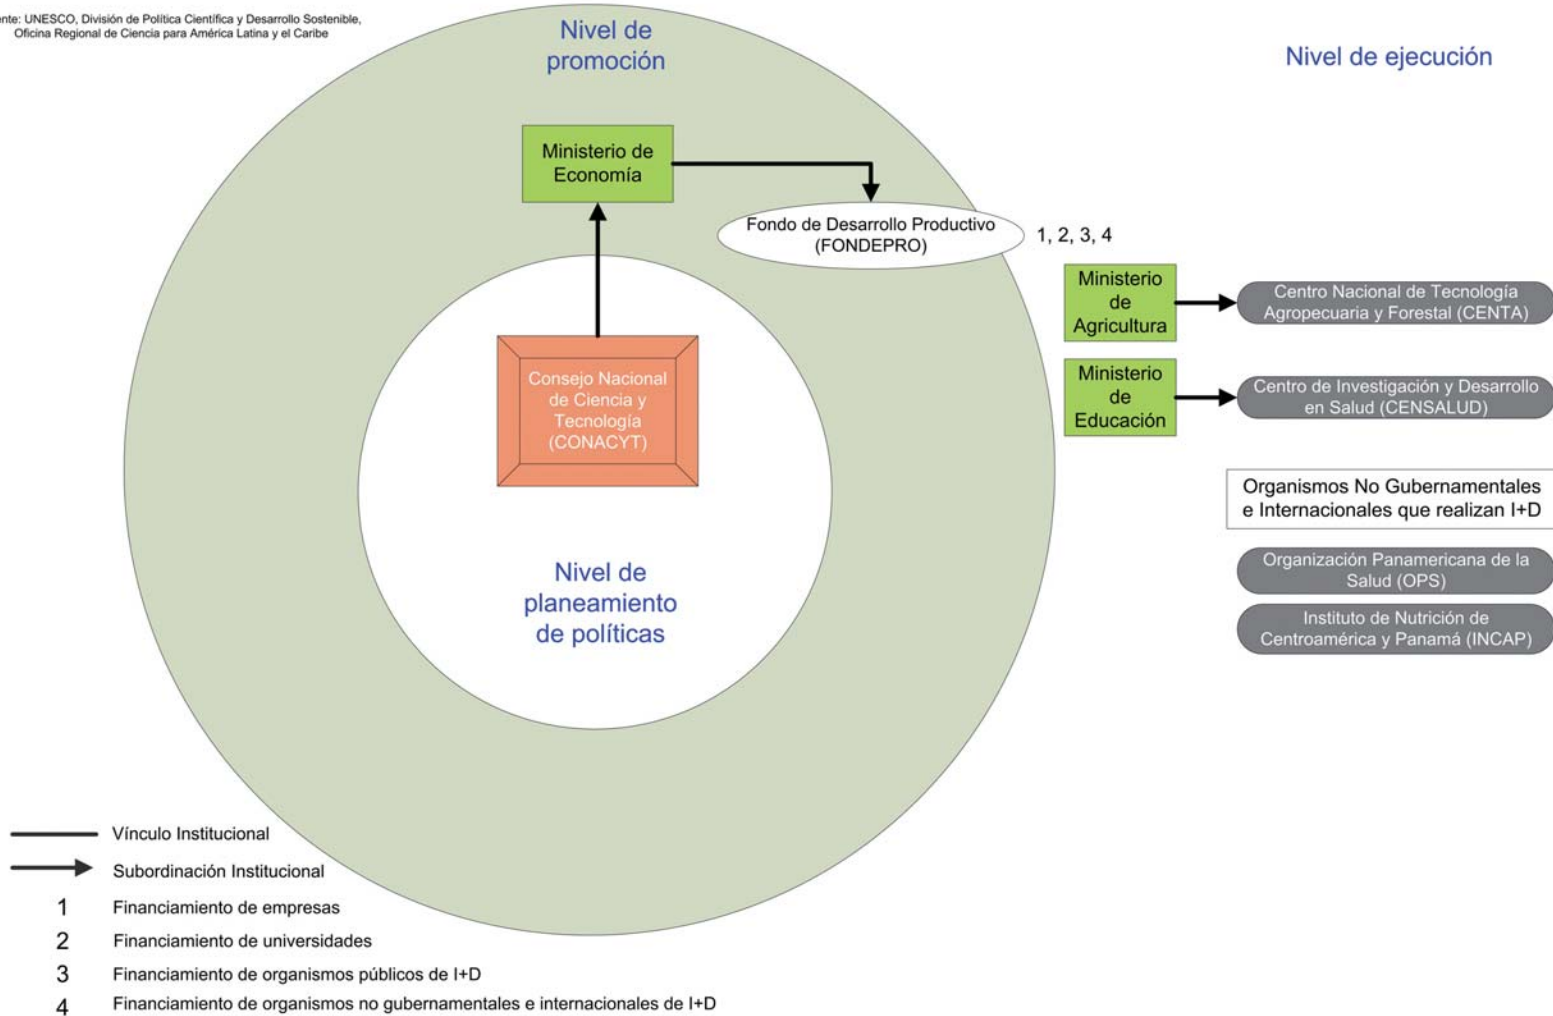 ente: UNESCO, División de Política Científica y Desarrollo Sostenible,
Oficina Regional de Ciencia para América Latina y el Caribe
Nivel de
promoción
Nivel de ejecución
Ministerio de
Economía
Fondo de Desarrollo Productivo
(FONDEPRO)
1, 2, 3, 4
Ministerio
de
Agricultura
Centro Nacional de Tecnología
Agropecuaria y Forestal (CENTA)
Consejo Nacional
de Ciencia y
Tecnología
(CONACYT)
Ministerio
de
Educación
Centro de Investigación y Desarrollo
en Salud (CENSALUD)
Organismos No Gubernamentales
e Internacionales que realizan I+D
Organización Panamericana de la
Salud (OPS)
Instituto de Nutrición de
Centroamérica y Panamá (INCAP)
Nivel de
planeamiento
de políticas
Vínculo Institucional
Subordinación Institucional
1 Financiamiento de empresas
2 Financiamiento de universidades
3 Financiamiento de organismos públicos de I+D
4 Financiamiento de organismos no gubernamentales e internacionales de I+D